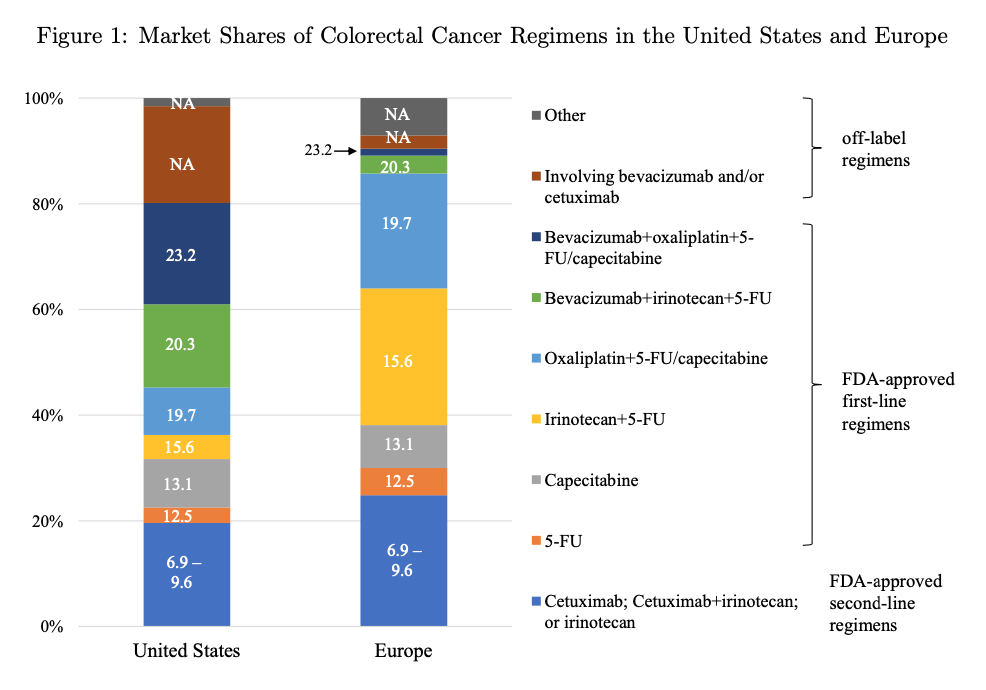 Figure 1: Market Shares of Colorectal Cancer Regimens in the United States and Europe
100%
80%
60%
40%
20%
0%
NA
NA
23.2
20.3
19.7
15.6
13.1
12.5
6.9 –
9.6
United States
NA
NA
23.2
20.3
19.7
15.6
13.1
12.5
6.9 –
9.6
Europe
Other
Involving bevacizumab and/or
cetuximab
Bevacizumab+oxaliplatin+5-
FU/capecitabine
Bevacizumab+irinotecan+5-FU
Oxaliplatin+5-FU/capecitabine
Irinotecan+5-FU
Capecitabine
5-FU
Cetuximab; Cetuximab+irinotecan;
or irinotecan
off-label
regimens
FDA-approved
first-line
regimens
FDA-approved
second-line
regimens